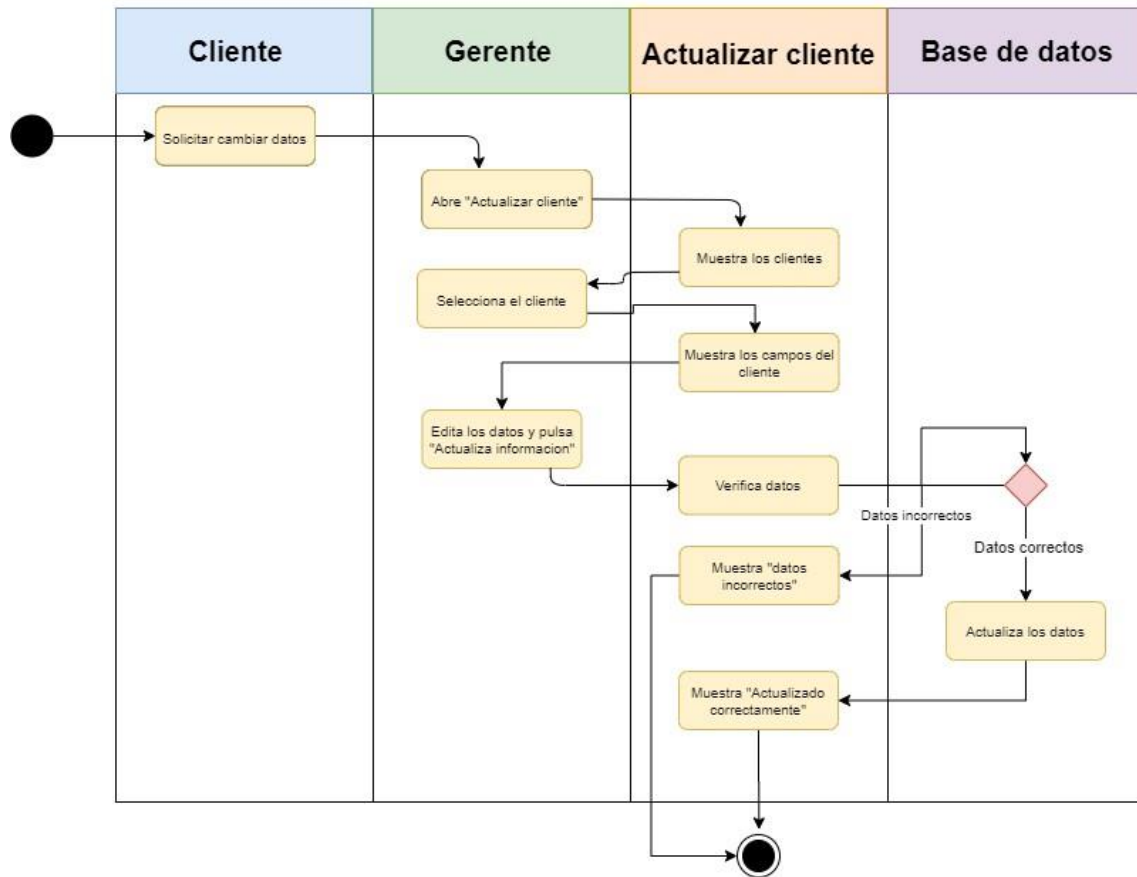 Cliente
Gerente
Actualizar cliente
Base de datos
Solicitar cambiar datos
Abre "Actualizar cliente"
Muestra los clientes
Selecciona el cliente
Muestra los campos del
cliente
Edita los datos y pulsa
"Actualiza informacion"
Verifica datos
Datos incorrectos
Datos correctos
Muestra "datos
incorrectos"
Actualiza los datos
Muestra "Actualizado
correctamente"